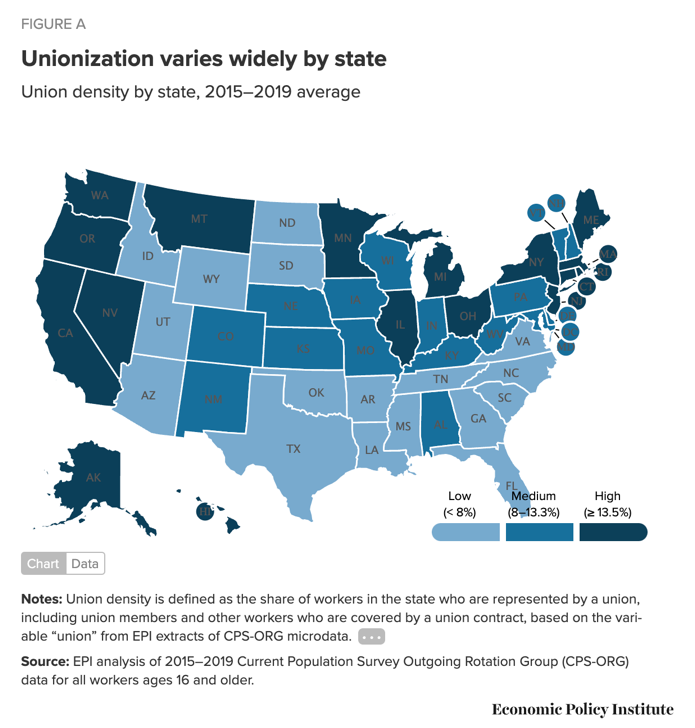 FIGURE A
Unionization varies widely by state
Union density by state, 2015–2019 average
WA
MT
ND
MN
ME
OR
ID
SD
WI
MI
NY
MA
RI
CT
WY
NE
IA
PA
NJ
NV
UT
CO
IL
IN
OH
CA
KS
MO
KY
WV
VA
AZ
NM
OK
AR
TN
NC
SC
TX
LA
MS
AL
GA
FL
AK
HI
Low
(< 8%)
Medium
(8–13.3%)
High
(≥ 13.5%)
Chart
Data
Notes: Union density is defined as the share of workers in the state who are represented by a union,
including union members and other workers who are covered by a union contract, based on the vari-
able “union” from EPI extracts of CPS-ORG microdata.
Source: EPI analysis of 2015–2019 Current Population Survey Outgoing Rotation Group (CPS-ORG)
data for all workers ages 16 and older.
Economic Policy Institute